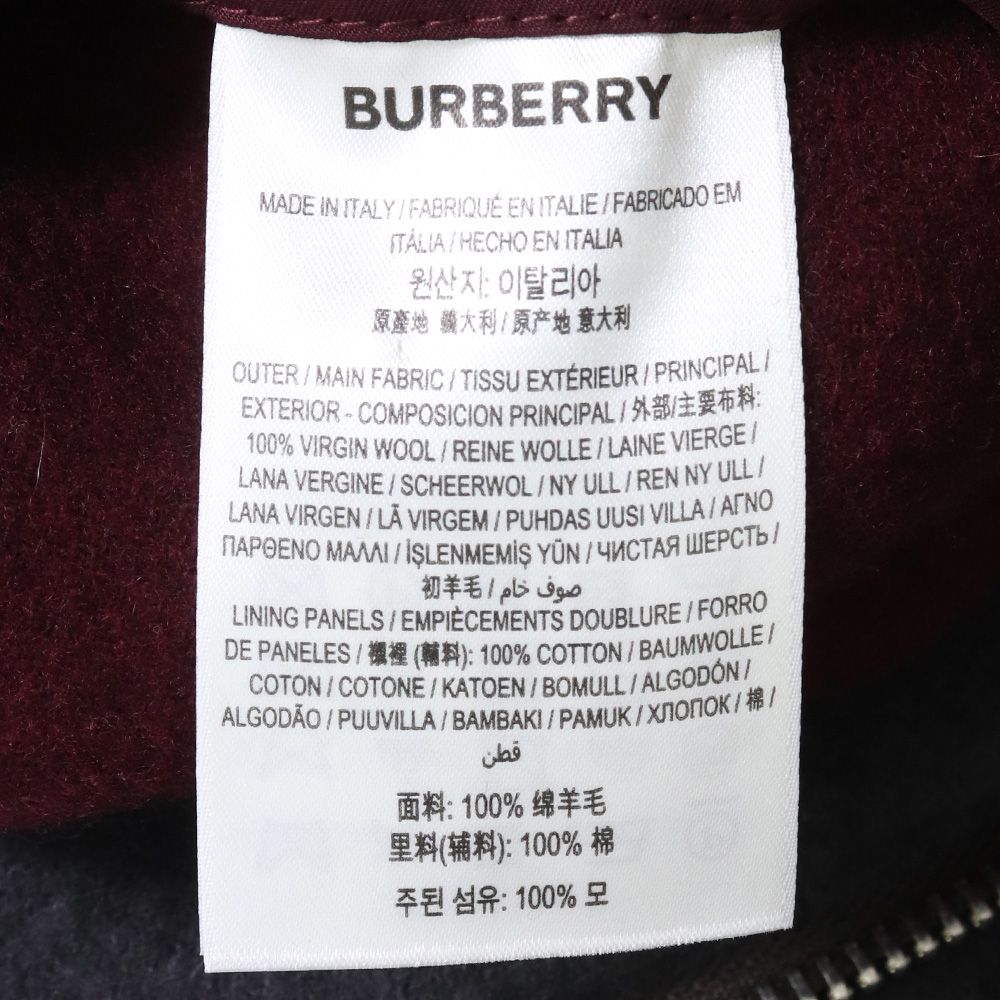 BURBERRY
MADE IN ITALY / FABRIQUÉ EN ITALIE / FABRICADO EM
ITÁLIA / HECHO EN ITALIA
원산지: 이탈리아
原產地 義大利 / 原产地 意大利
OUTER / MAIN FABRIC / TISSU EXTÉRIEUR / PRINCIPAL /
EXTERIOR - COMPOSICION PRINCIPAL / 外部/主要布料:
100% VIRGIN WOOL / REINE WOLLE / LAINE VIERGE /
LANA VERGINE / SCHEERWOL / NY ULL / REN NY ULL /
LANA VIRGEN / LÃ VIRGEM / PUHDAS UUSI VILLA / ΑΓΝΟ
ΠΑΡΘΕΝΟ ΜΑΛΛΙ / İŞLENMEMİŞ YÜN / ЧИСТАЯ ШЕРСТЬ /
初羊毛 / صوف خام
LINING PANELS / EMPIÈCEMENTS DOUBLURE / FORRO
DE PANELES / 襯裡 (輔料): 100% COTTON / BAUMWOLLE /
COTON / COTONE / KATOEN / BOMULL / ALGODÓN /
ALGODÃO / PUUVILLA / BAMBAKI / PAMUK / ХЛОПОК / 棉 /
قطن
面料: 100% 绵羊毛
里料(辅料): 100% 棉
주된 섬유: 100% 모